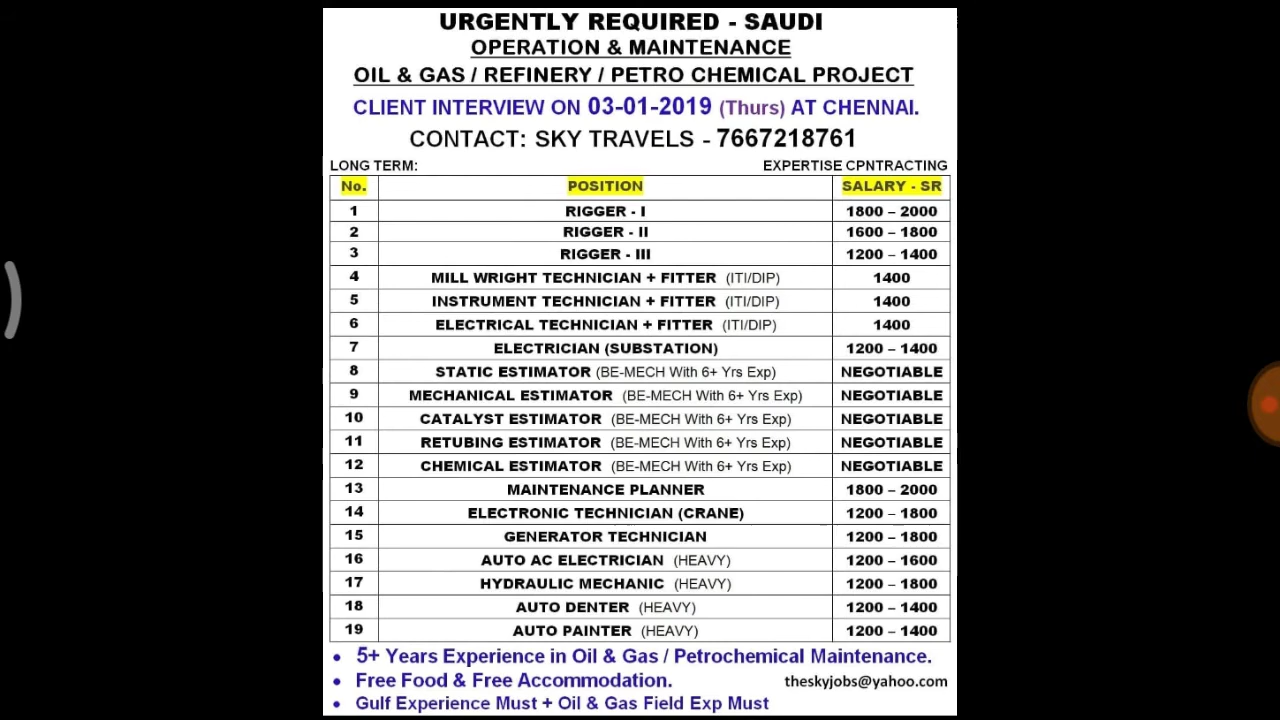 URGENTLY REQUIRED - SAUDI
OPERATION & MAINTENANCE
OIL & GAS / REFINERY / PETRO CHEMICAL PROJECT
CLIENT INTERVIEW ON 03-01-2019 (Thurs) AT CHENNAI.
CONTACT: SKY TRAVELS - 7667218761
LONG TERM: EXPERTISE CPNTRACTING
No. POSITION SALARY - SR
1 RIGGER - I 1800 – 2000
2 RIGGER - II 1600 – 1800
3 RIGGER - III 1200 – 1400
4 MILL WRIGHT TECHNICIAN + FITTER (ITI/DIP) 1400
5 INSTRUMENT TECHNICIAN + FITTER (ITI/DIP) 1400
6 ELECTRICAL TECHNICIAN + FITTER (ITI/DIP) 1400
7 ELECTRICIAN (SUBSTATION) 1200 – 1400
8 STATIC ESTIMATOR (BE-MECH With 6+ Yrs Exp) NEGOTIABLE
9 MECHANICAL ESTIMATOR (BE-MECH With 6+ Yrs Exp) NEGOTIABLE
10 CATALYST ESTIMATOR (BE-MECH With 6+ Yrs Exp) NEGOTIABLE
11 RETUBING ESTIMATOR (BE-MECH With 6+ Yrs Exp) NEGOTIABLE
12 CHEMICAL ESTIMATOR (BE-MECH With 6+ Yrs Exp) NEGOTIABLE
13 MAINTENANCE PLANNER 1800 – 2000
14 ELECTRONIC TECHNICIAN (CRANE) 1200 – 1800
15 GENERATOR TECHNICIAN 1200 – 1800
16 AUTO AC ELECTRICIAN (HEAVY) 1200 – 1600
17 HYDRAULIC MECHANIC (HEAVY) 1200 – 1800
18 AUTO DENTER (HEAVY) 1200 – 1400
19 AUTO PAINTER (HEAVY) 1200 – 1400
• 5+ Years Experience in Oil & Gas / Petrochemical Maintenance.
• Free Food & Free Accommodation. theskyjobs@yahoo.com
• Gulf Experience Must + Oil & Gas Field Exp Must